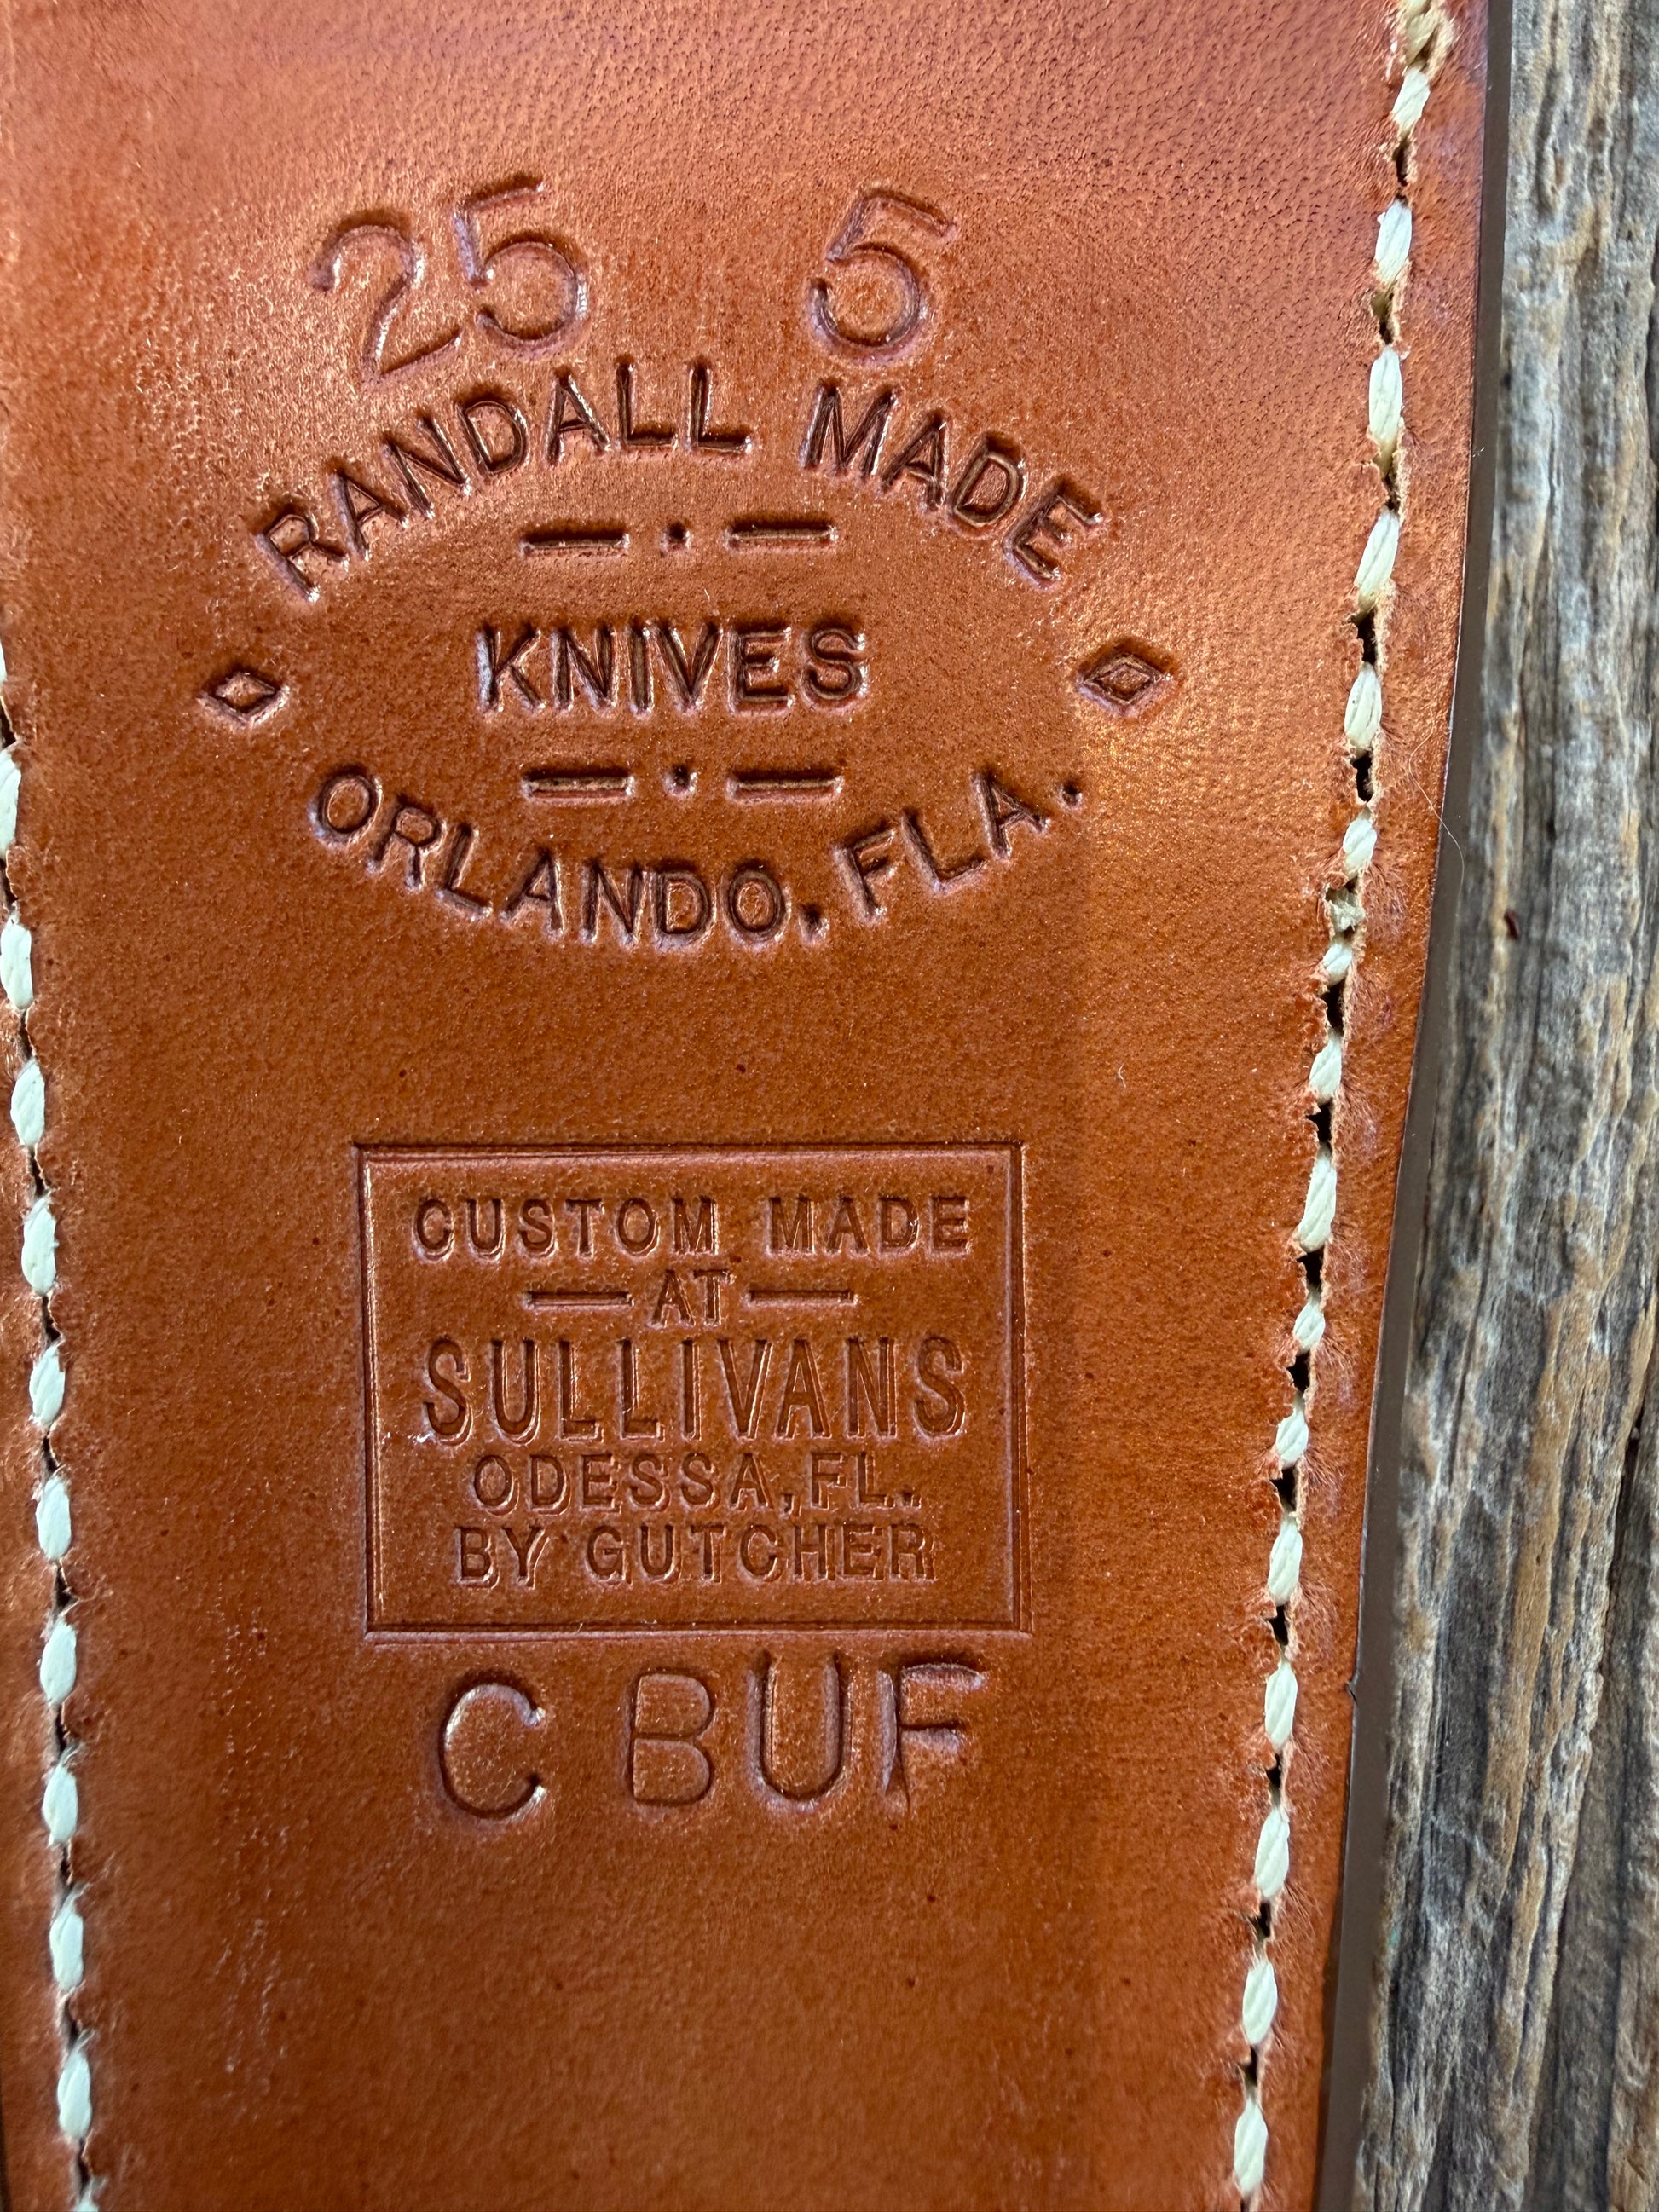 25 5
RANDALL MADE
KNIVES
ORLANDO, FLA.
CUSTOM MADE
AT
SULLIVANS
ODESSA, FL.
BY GUTCHER
C BUF